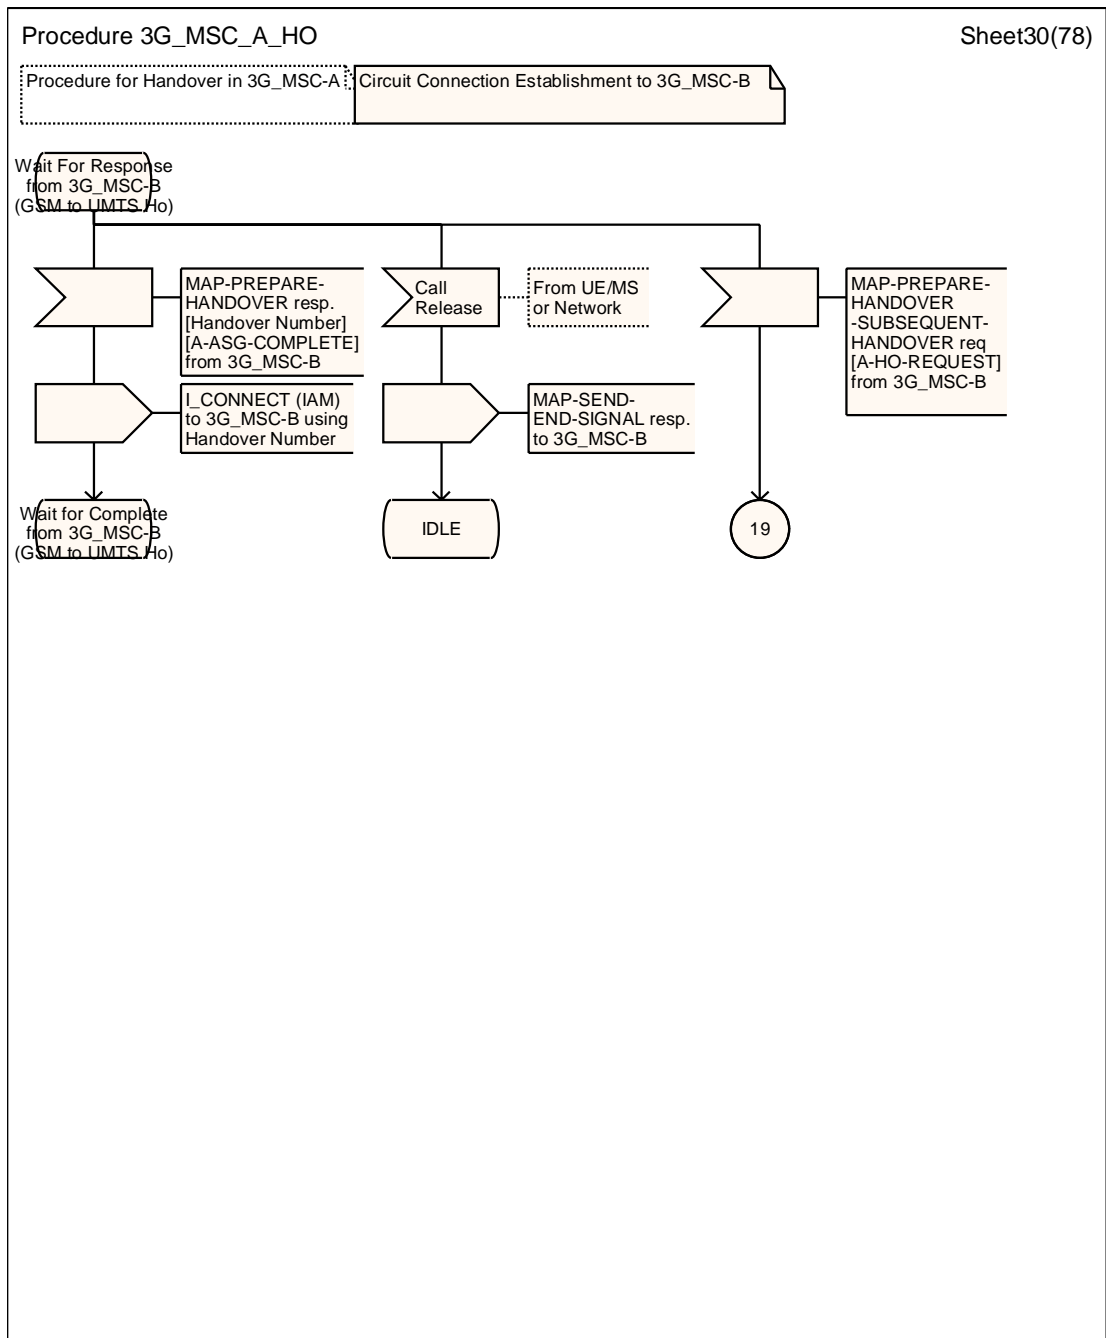 Procedure 3G_MSC_A_HO
Sheet30(78)
Procedure for Handover in 3G_MSC-A
Circuit Connection Establishment to 3G_MSC-B
Wait For Response
from 3G_MSC-B
(GSM to UMTS Ho)
MAP-PREPARE-
HANDOVER resp.
[Handover Number]
[A-ASG-COMPLETE]
from 3G_MSC-B
Call
Release
From UE/MS
or Network
MAP-PREPARE-
HANDOVER
-SUBSEQUENT-
HANDOVER req
[A-HO-REQUEST]
from 3G_MSC-B
I_CONNECT (IAM)
to 3G_MSC-B using
Handover Number
MAP-SEND-
END-SIGNAL resp.
to 3G_MSC-B
Wait for Complete
from 3G_MSC-B
(GSM to UMTS Ho)
IDLE
19